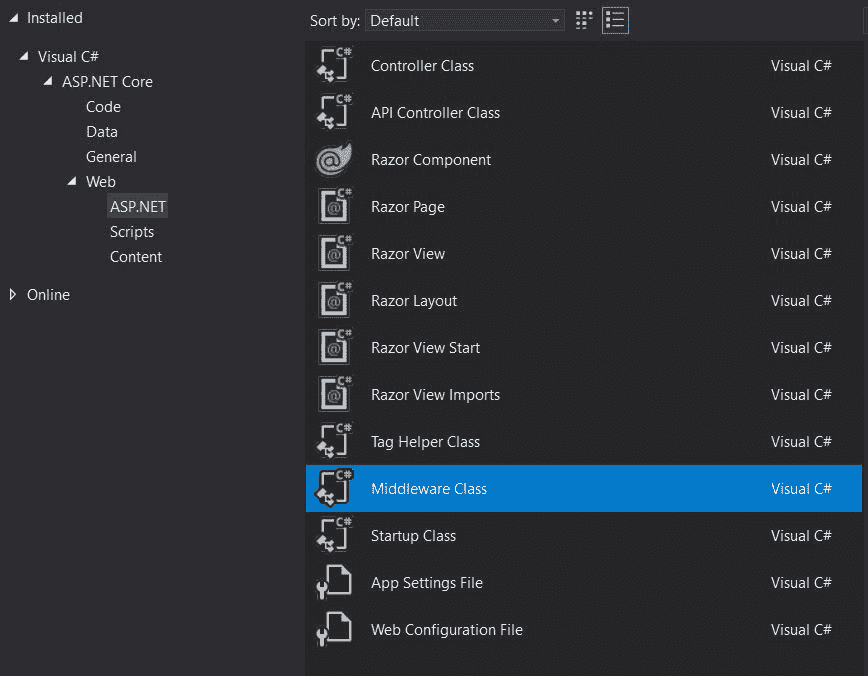 Installed
Visual C#
ASP.NET Core
Code
Data
General
Web
ASP.NET
Scripts
Content
Online
Sort by: Default
C# Controller Class Visual C#
C# API Controller Class Visual C#
@ Razor Component Visual C#
C# @ Razor Page Visual C#
C# @ Razor View Visual C#
C# @ Razor Layout Visual C#
C# @ Razor View Start Visual C#
C# @ Razor View Imports Visual C#
C# Tag Helper Class Visual C#
C# Middleware Class Visual C#
C# Startup Class Visual C#
App Settings File Visual C#
Web Configuration File Visual C#